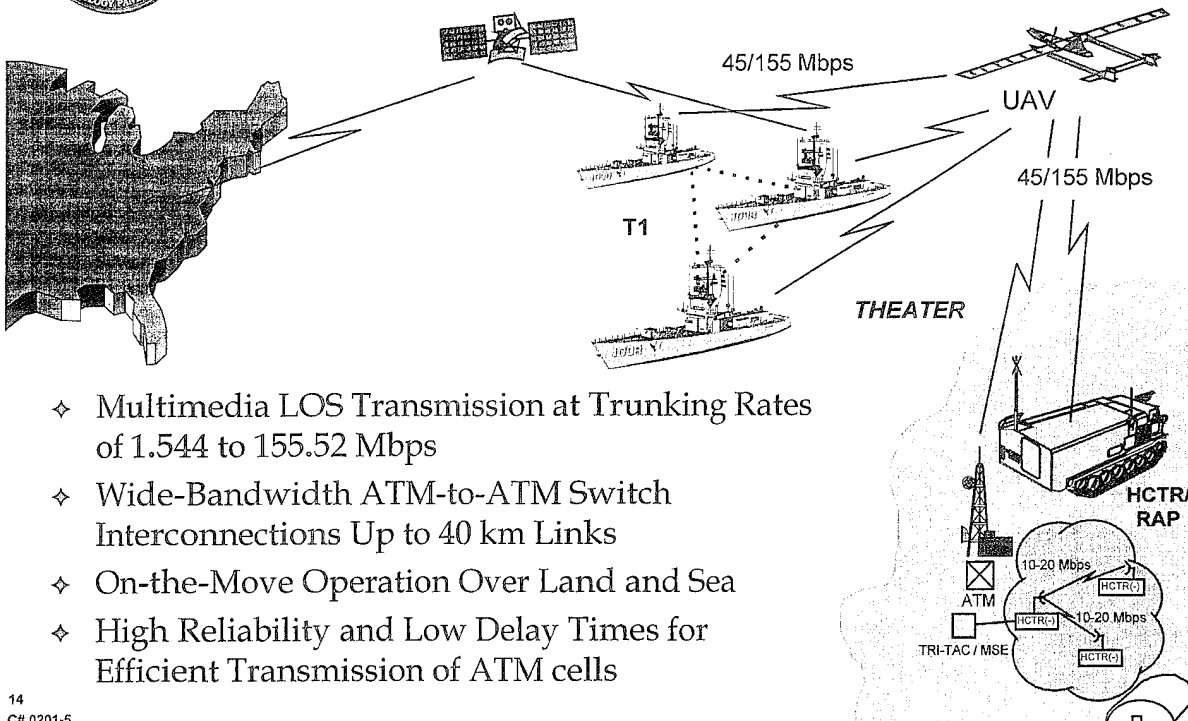 45/155 Mbps
UAV
45/155 Mbps
T1
THEATER
✧ Multimedia LOS Transmission at Trunking Rates
of 1.544 to 155.52 Mbps
✧ Wide-Bandwidth ATM-to-ATM Switch
Interconnections Up to 40 km Links
✧ On-the-Move Operation Over Land and Sea
✧ High Reliability and Low Delay Times for
Efficient Transmission of ATM cells
HCTR/
RAP
10-20 Mbps
HCTR(-)
ATM
HCTR(-)
10-20 Mbps
TRI-TAC / MSE
HCTR(-)
14
C# 0201-5